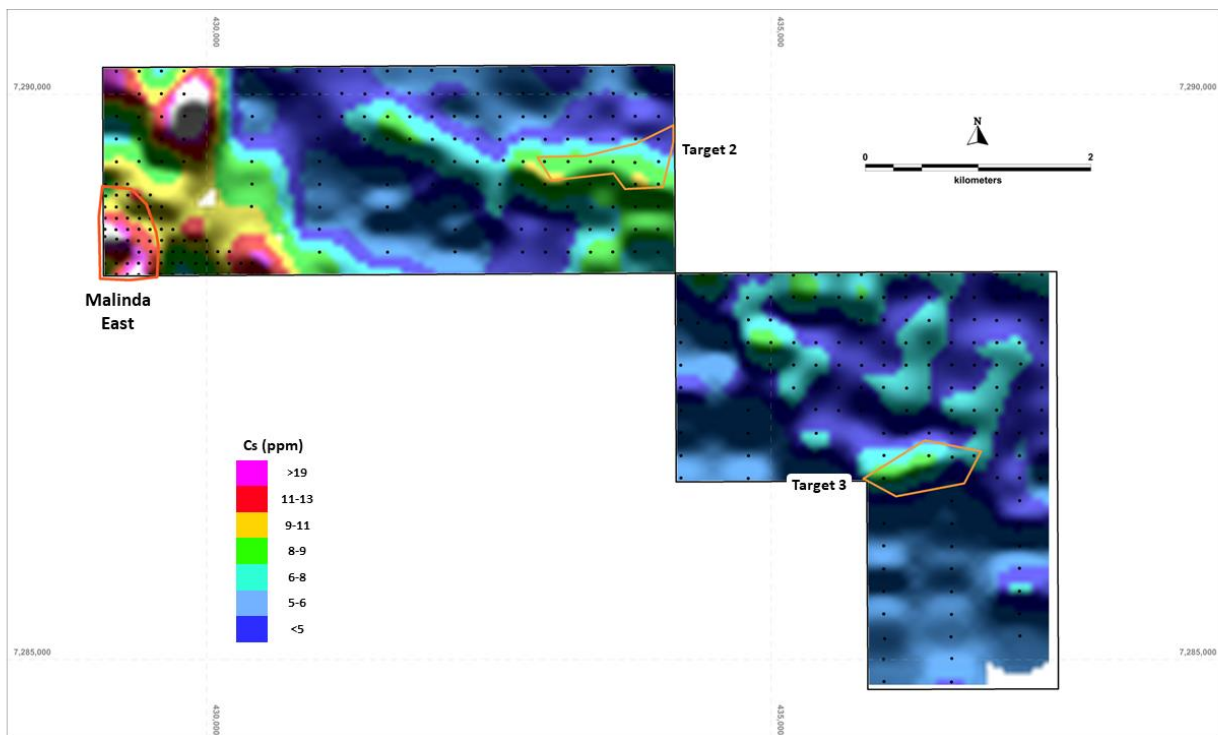 430,000
435,000
7,290,000
7,290,000
Target 2
N
0
2
kilometers
Malinda
East
Cs (ppm)
>19
11-13
9-11
8-9
6-8
5-6
<5
Target 3
7,285,000
7,285,000
430,000
435,000